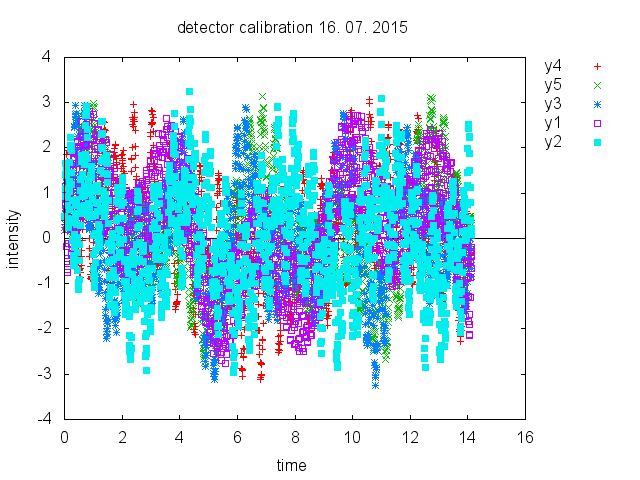 detector calibration 16. 07. 2015
4
3
2
1
0
-1
-2
-3
-4
intensity
0 2 4 6 8 10 12 14 16
time
y4
y5
y3
y1
y2